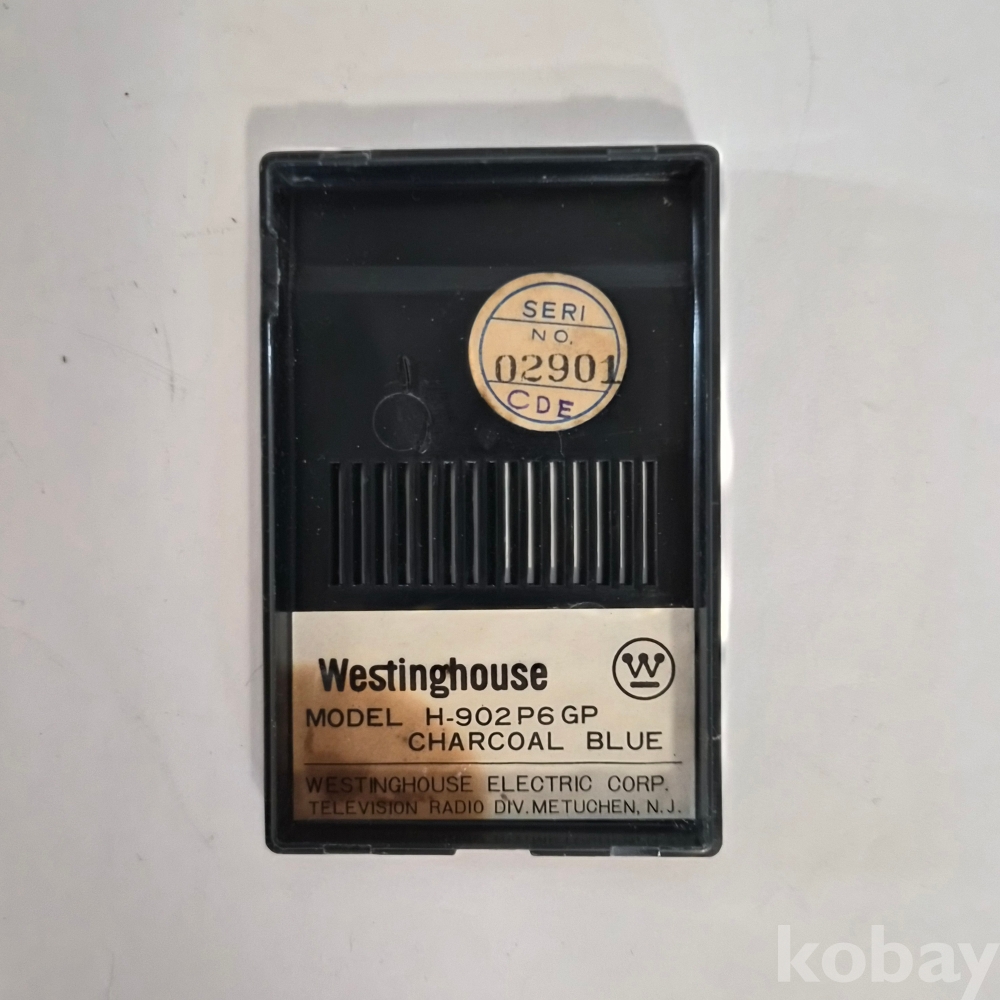 SERI
NO.
02901
CDE
Westinghouse
W
MODEL H-902P6GP
CHARCOAL BLUE
WESTINGHOUSE ELECTRIC CORP.
TELEVISION RADIO DIV. METUCHEN, N.J.
kobay